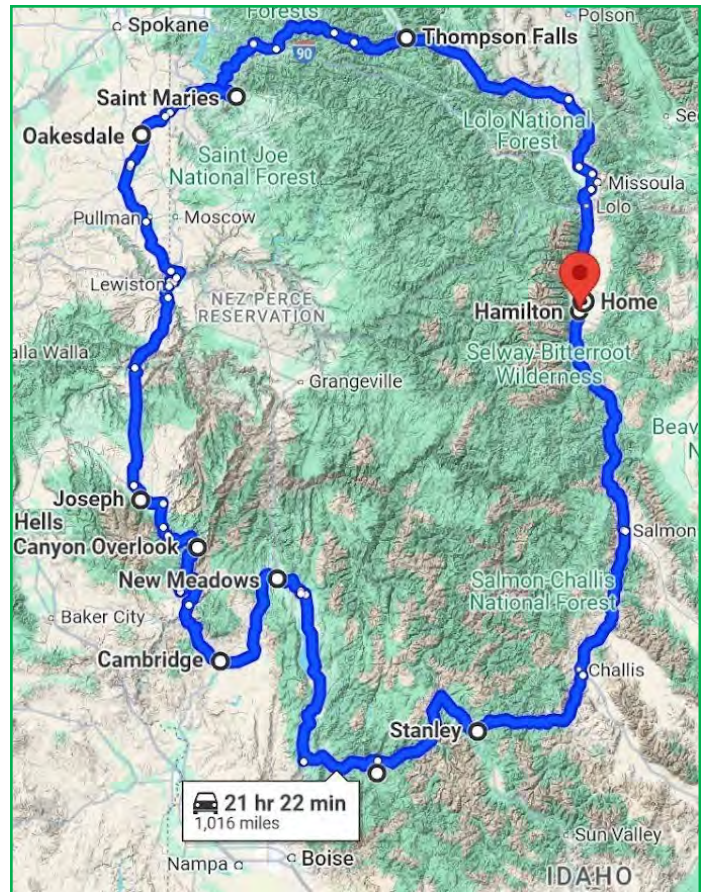 Forests
Polson
Spokane
Thompson Falls
90
Saint Maries
Oakesdale
Lolo National
Forest
Se
Saint Joe
National Forest
Missoula
Pullman
Moscow
Lolo
Lewiston
NEZ PERCE
RESERVATION
Home
Hamilton
Selway-Bitterroot
Wilderness
alla Walla
Grangeville
Beav
N
Joseph
Hells
Canyon Overlook
Salmon
New Meadows
Salmon-Challis
National Forest
Baker City
Cambridge
Challis
Stanley
21 hr 22 min
1,016 miles
Sun Valley
Nampa
Boise
IDAHO